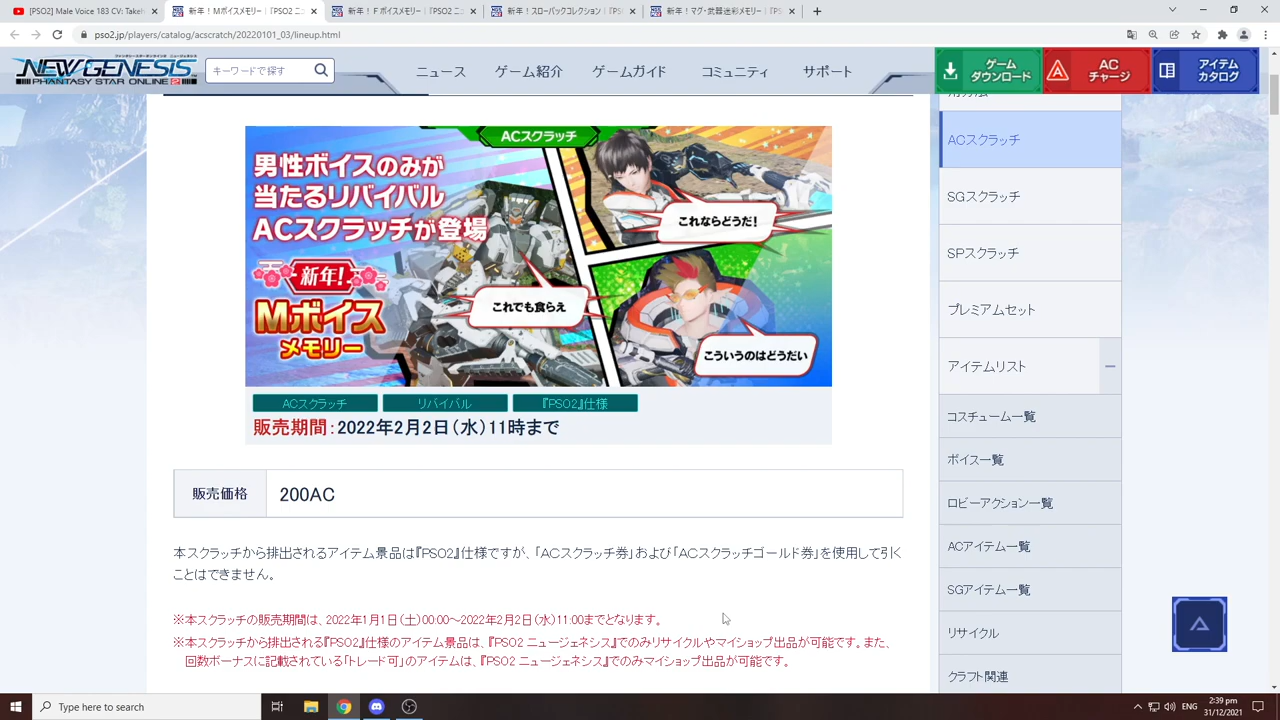 [PSO2] Male Voice 183 CV: Takeh
新年！Mボイスメモリー | 『PSO2 ニ
新年！Fボイスメモリー | 『PSO2 ニュ
新年！スローバックコレクション | 『PS
新年！マグ・武器迷彩メモリー | 『PS
pso2.jp/players/catalog/acscratch/20220101_03/lineup.html
NEW GENESIS
PHANTASY STAR ONLINE 2
キーワードで探す
ニュース
ゲーム紹介
ゲームガイド
コミュニティ
サポート
ゲーム
ダウンロード
AC
チャージ
アイテム
カタログ
ACスクラッチ
男性ボイスのみが
当たるリバイバル
ACスクラッチが登場
新年！
Mボイス
メモリー
これならどうだ！
これでも食らえ
こういうのはどうだい
ACスクラッチ
リバイバル
『PSO2』仕様
販売期間：2022年2月2日（水）11時まで
販売価格
200AC
本スクラッチから排出されるアイテム景品は『PSO2』仕様ですが、「ACスクラッチ券」および「ACスクラッチゴールド券」を使用して引く
ことはできません。
※本スクラッチの販売期間は、2022年1月1日（土）00:00～2022年2月2日（水）11:00までとなります。
※本スクラッチから排出される『PSO2』仕様のアイテム景品は、『PSO2 ニュージェネシス』でのみリサイクルやマイショップ出品が可能です。また、
回数ボーナスに記載されている「トレード可」のアイテムは、『PSO2 ニュージェネシス』でのみマイショップ出品が可能です。
ACスクラッチ
SGスクラッチ
SPスクラッチ
プレミアムセット
アイテムリスト
コスチューム一覧
ボイス一覧
ロビーアクション一覧
ACアイテム一覧
SGアイテム一覧
リサイクル
クラフト関連
Type here to search
ENG
2:39 pm
31/12/2021